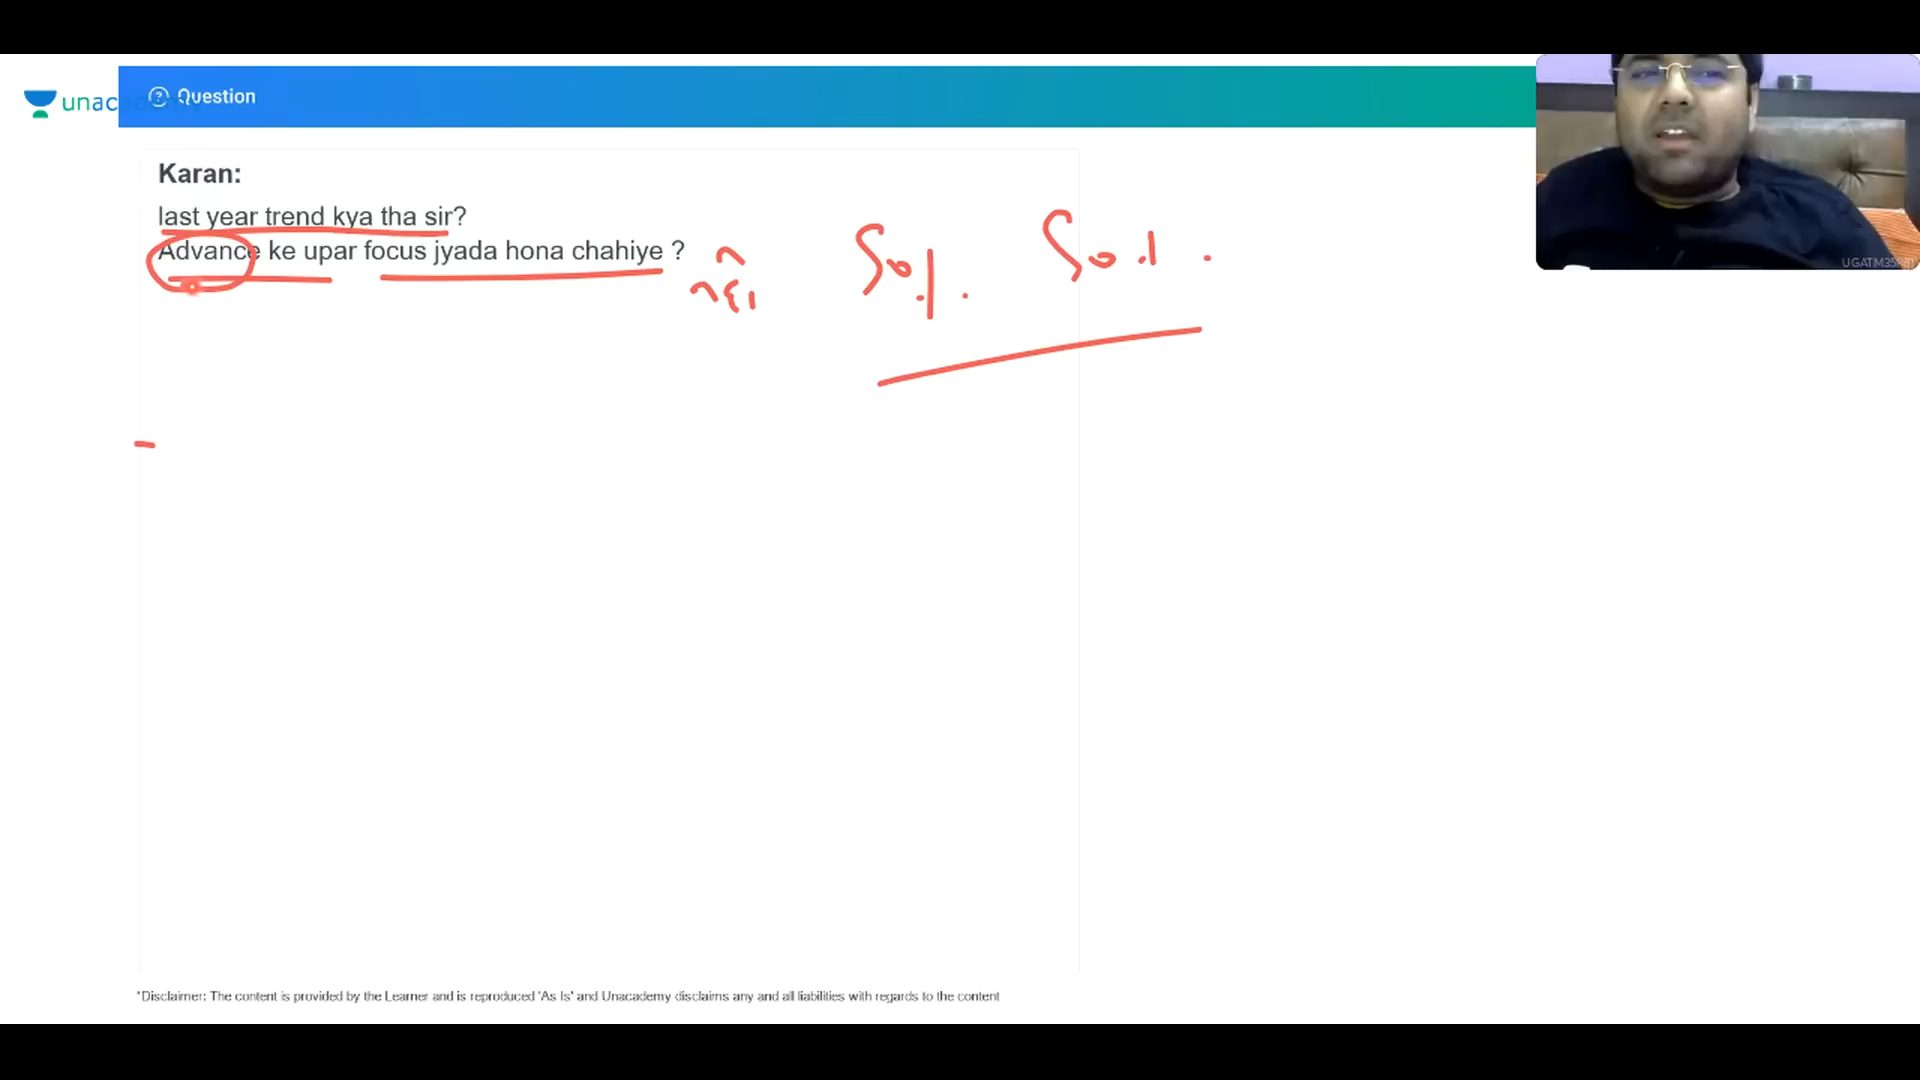 unacademy
? Question
Karan:
last year trend kya tha sir?
Advance ke upar focus jyada hona chahiye ?
50%. 50%.
UGATM35881
*Disclaimer: The content is provided by the Learner and is reproduced 'As Is' and Unacademy disclaims any and all liabilities with regards to the content